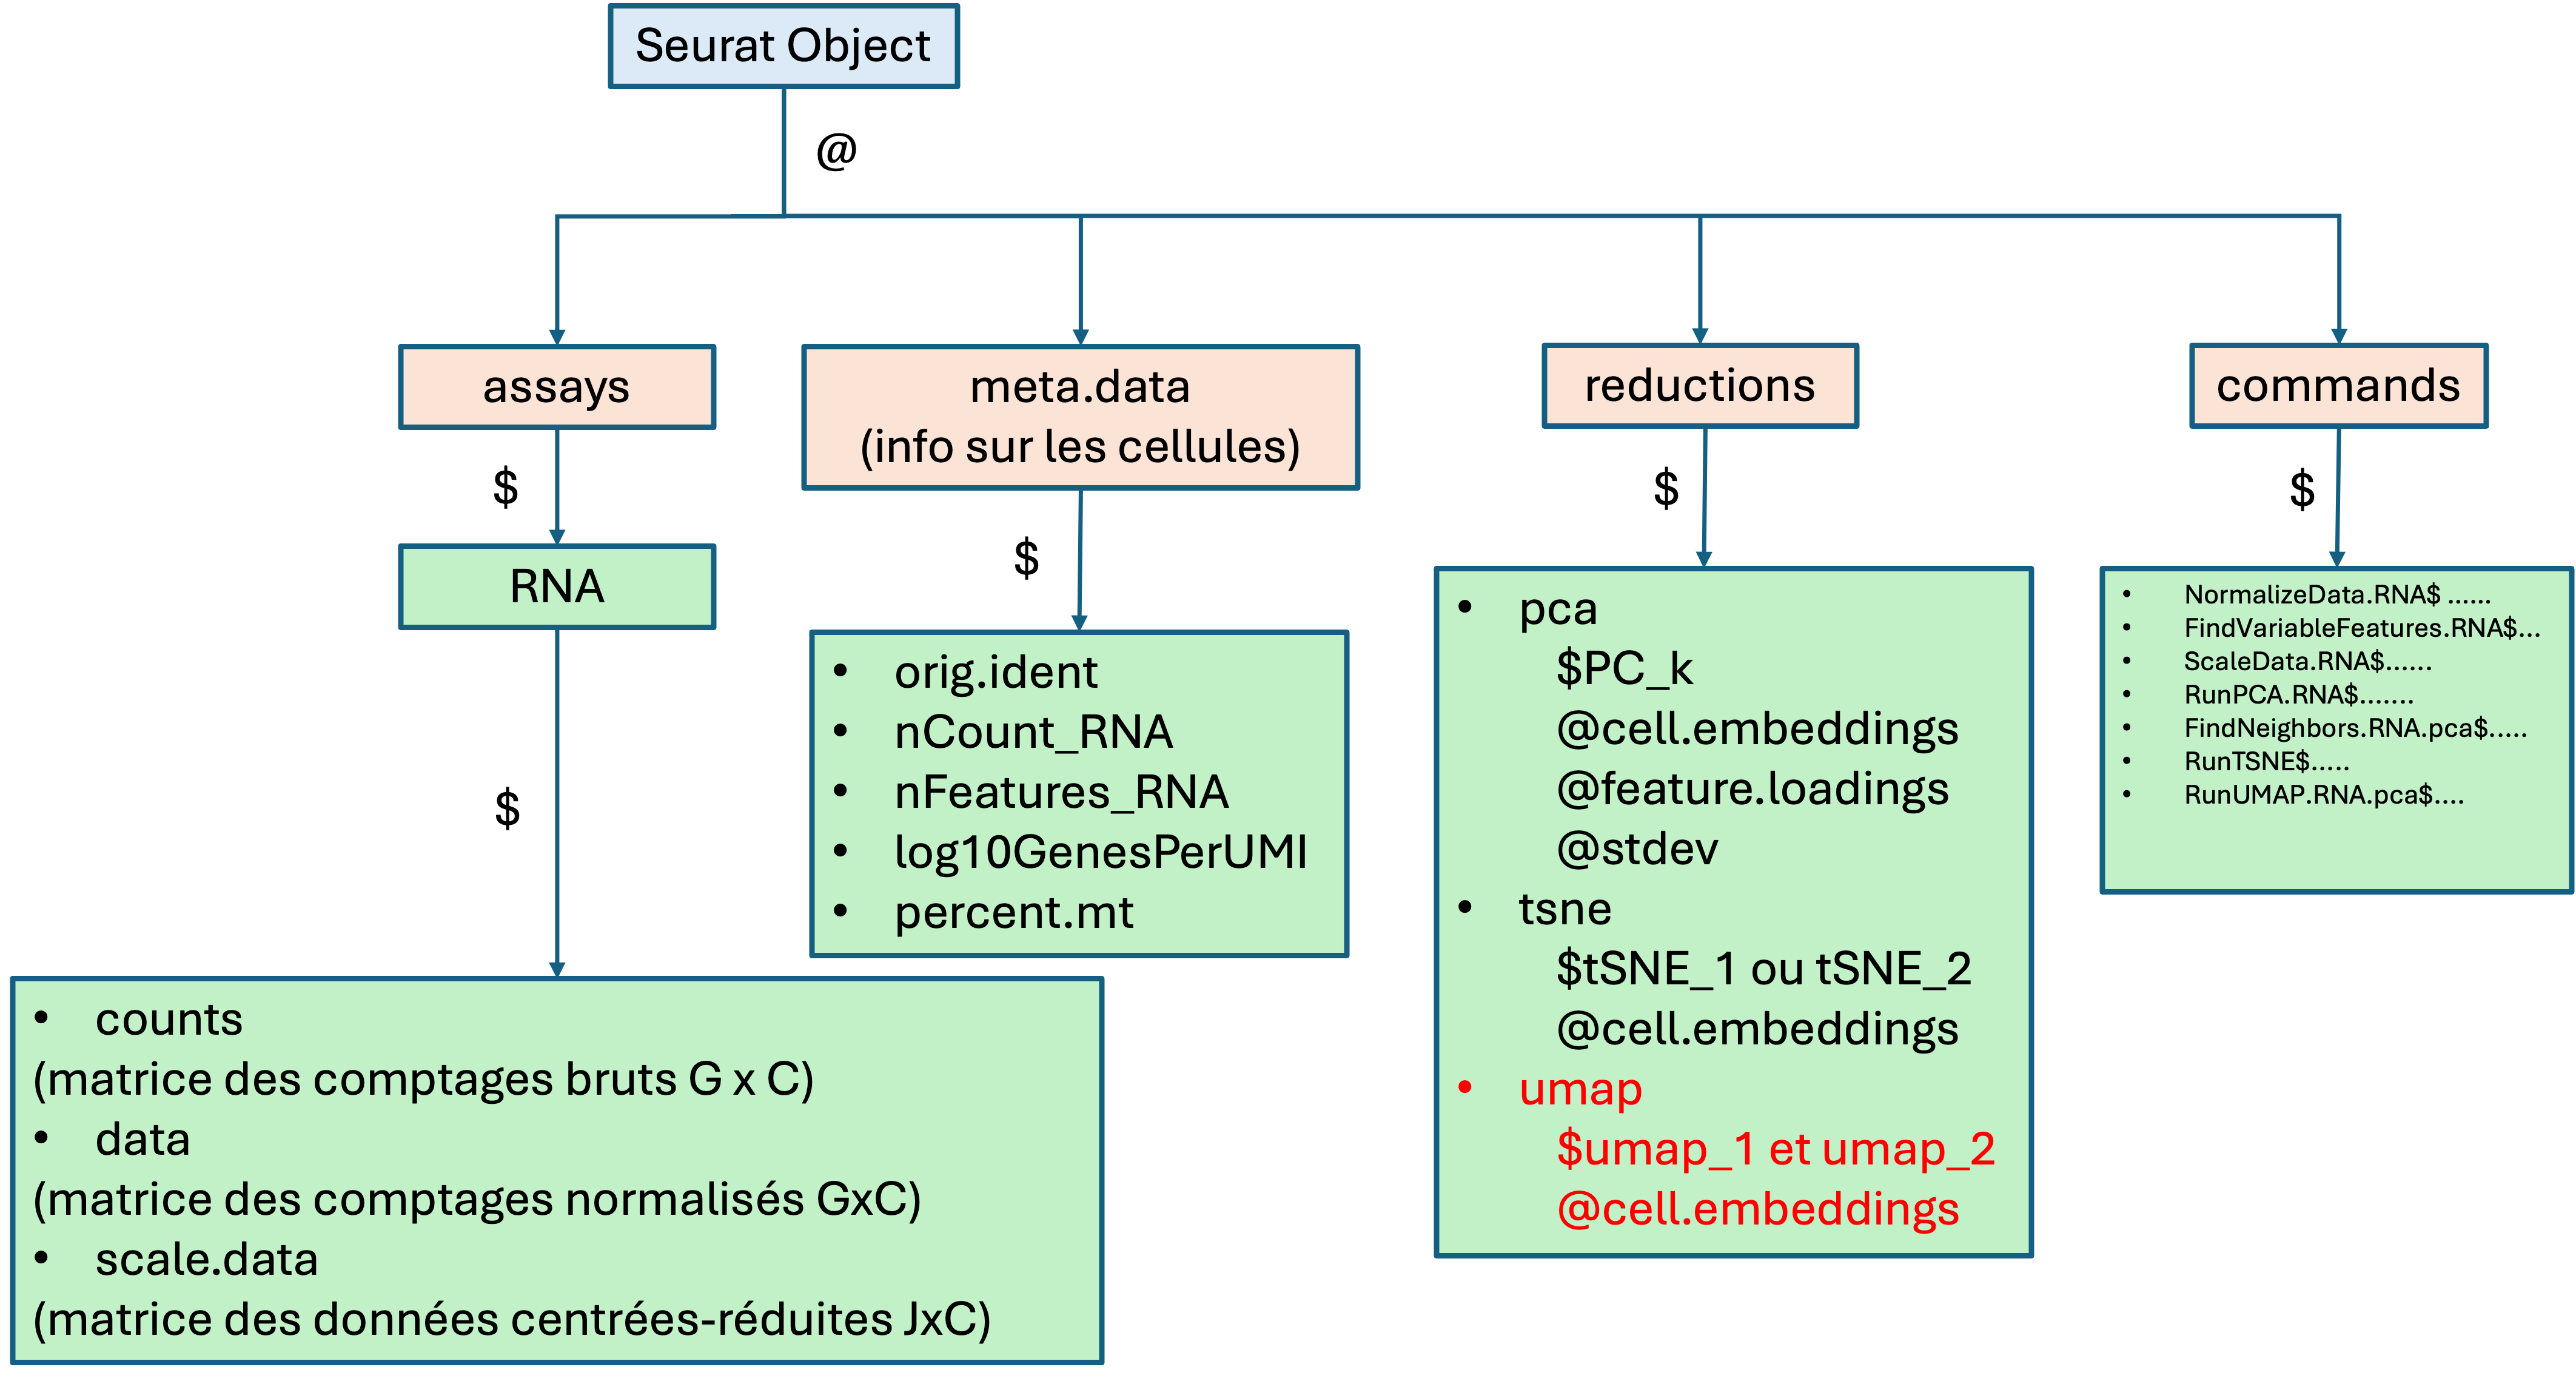 Seurat Object
@
assays
$
RNA
$
• counts
(matrice des comptages bruts G x C)
• data
(matrice des comptages normalisés GxC)
• scale.data
(matrice des données centrées-réduites JxC)
meta.data
(info sur les cellules)
$
• orig.ident
• nCount_RNA
• nFeatures_RNA
• log10GenesPerUMI
• percent.mt
reductions
$
• pca
$PC_k
@cell.embeddings
@feature.loadings
@stdev
• tsne
$tSNE_1 ou tSNE_2
@cell.embeddings
• umap
$umap_1 et umap_2
@cell.embeddings
commands
$
• NormalizeData.RNA$ ......
• FindVariableFeatures.RNA$...
• ScaleData.RNA$......
• RunPCA.RNA$.......
• FindNeighbors.RNA.pca$.....
• RunTSNE$.....
• RunUMAP.RNA.pca$....